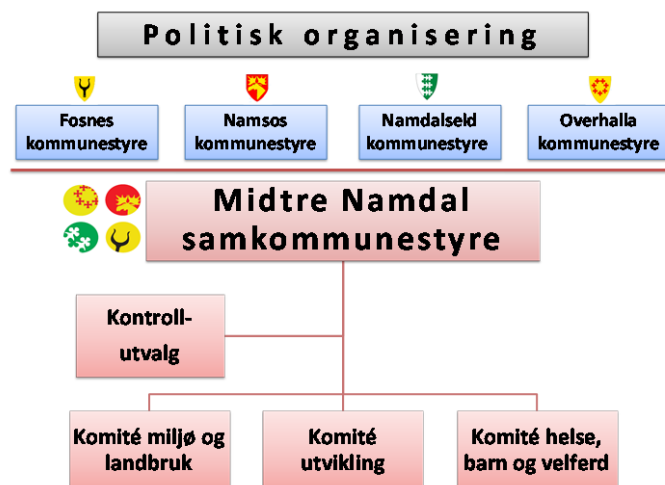 Politisk organisering
Fosnes
kommunestyre
Namsos
kommunestyre
Namdalseid
kommunestyre
Overhalla
kommunestyre
Midtre Namdal
samkommunestyre
Kontroll-
utvalg
Komité miljø og
landbruk
Komité
utvikling
Komité helse,
barn og velferd